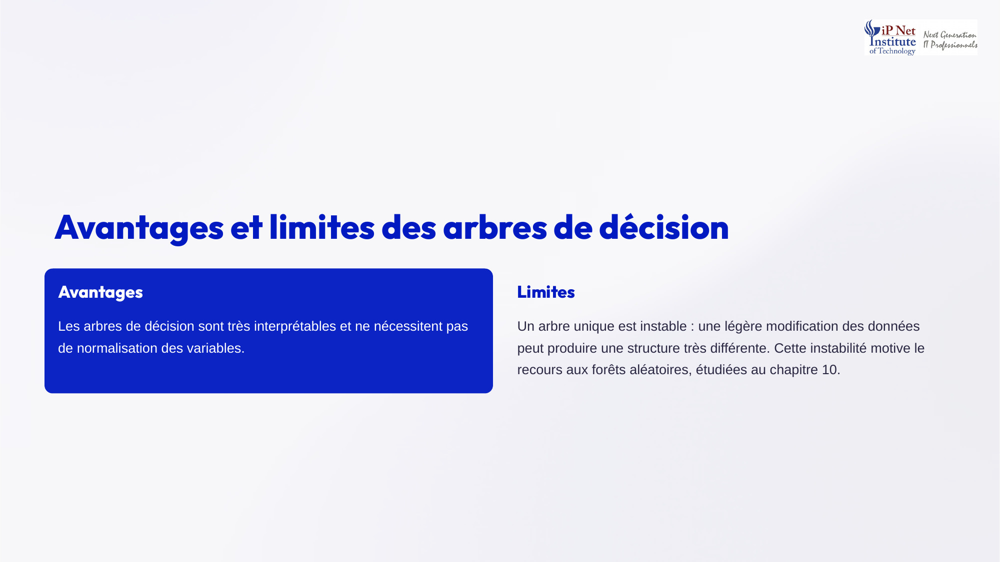 iP Net
Institute
of Technology
Next Generation
IT Professionnels
Avantages et limites des arbres de décision
Avantages
Les arbres de décision sont très interprétables et ne nécessitent pas
de normalisation des variables.
Limites
Un arbre unique est instable : une légère modification des données
peut produire une structure très différente. Cette instabilité motive le
recours aux forêts aléatoires, étudiées au chapitre 10.